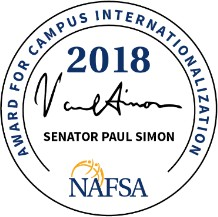 AWARD FOR CAMPUS INTERNATIONALIZATION
2018
Paul Simon
SENATOR PAUL SIMON
NAFSA